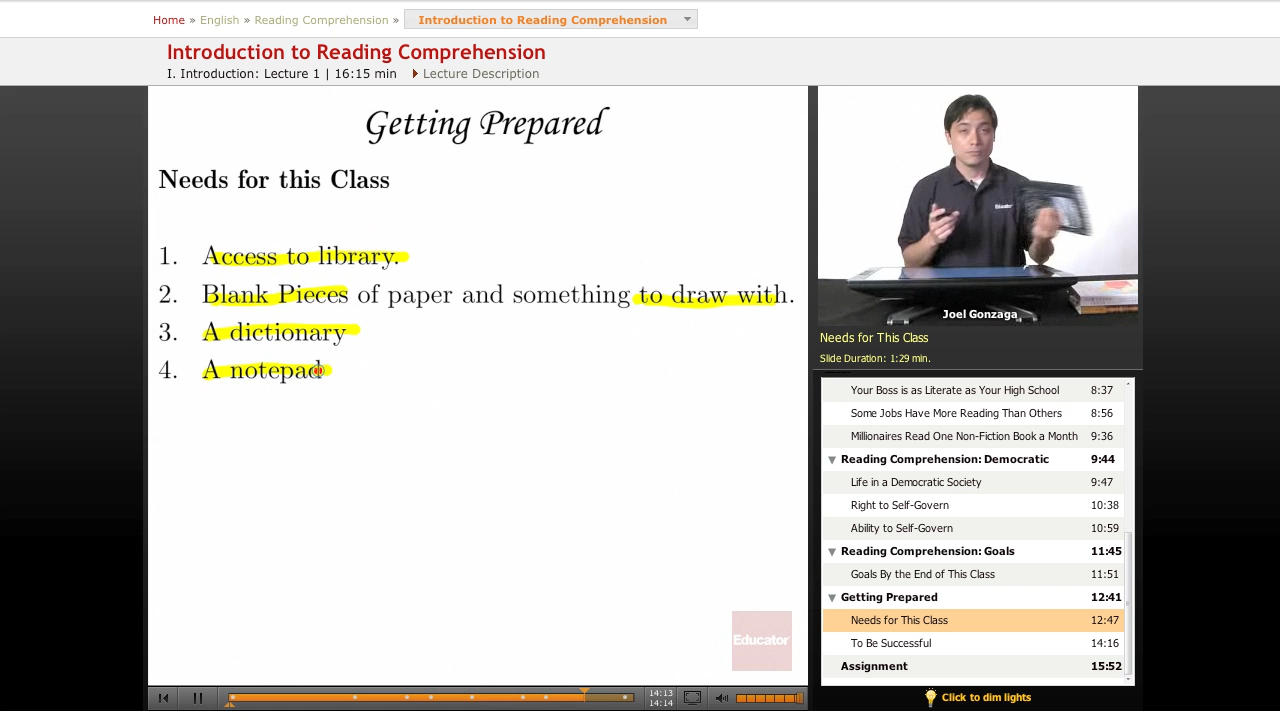 Home » English » Reading Comprehension » Introduction to Reading Comprehension
Introduction to Reading Comprehension
I. Introduction: Lecture 1 | 16:15 min Lecture Description
Getting Prepared
Needs for this Class
1. Access to library.
2. Blank Pieces of paper and something to draw with.
3. A dictionary
4. A notepad
Educator
14:13
14:14
Joel Gonzaga
Needs for This Class
Slide Duration: 1:29 min.
Your Boss is as Literate as Your High School 8:37
Some Jobs Have More Reading Than Others 8:56
Millionaires Read One Non-Fiction Book a Month 9:36
Reading Comprehension: Democratic 9:44
Life in a Democratic Society 9:47
Right to Self-Govern 10:38
Ability to Self-Govern 10:59
Reading Comprehension: Goals 11:45
Goals By the End of This Class 11:51
Getting Prepared 12:41
Needs for This Class 12:47
To Be Successful 14:16
Assignment 15:52
Click to dim lights